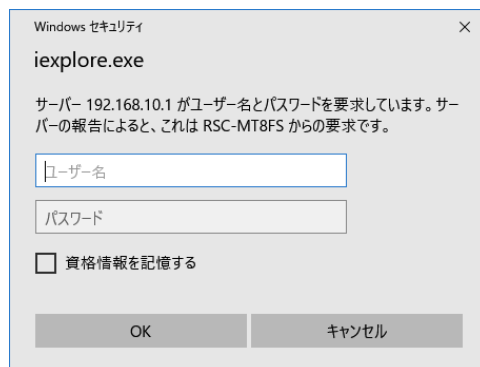 Windows セキュリティ
iexplore.exe
サーバー 192.168.10.1 がユーザー名とパスワードを要求しています。サー
バーの報告によると、これは RSC-MT8FS からの要求です。
ユーザー名
パスワード
資格情報を記憶する
OK
キャンセル